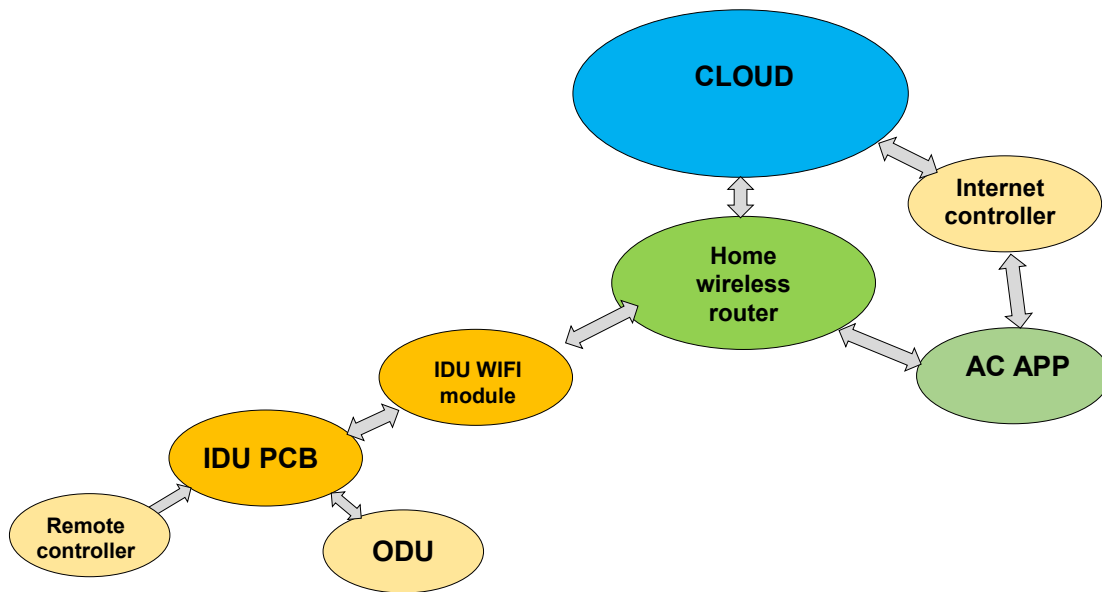 CLOUD
Internet
controller
Home
wireless
router
IDU WIFI
module
AC APP
IDU PCB
Remote
controller
ODU